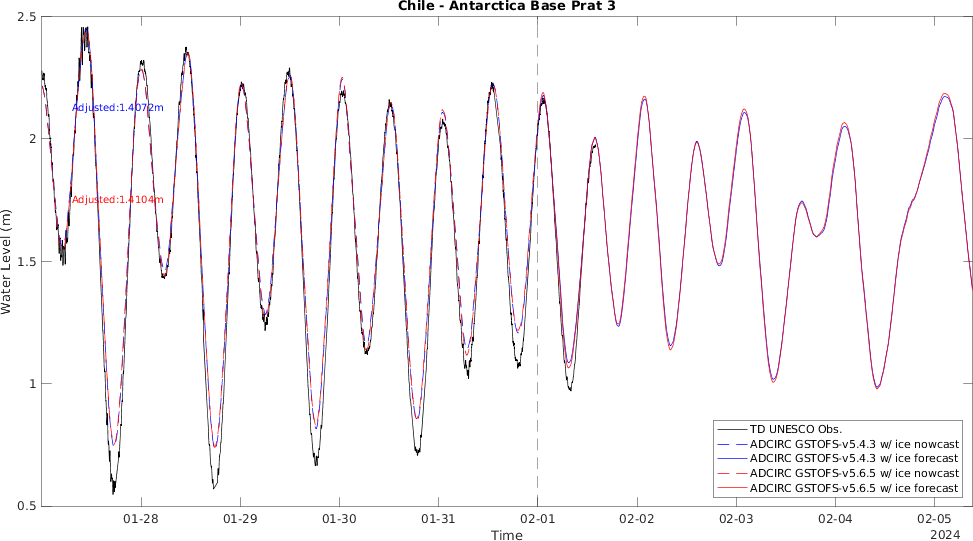 Chile - Antarctica Base Prat 3
2.5
2
1.5
1
0.5
Water Level (m)
Adjusted:1.4072m
Adjusted:1.4104m
TD UNESCO Obs.
ADCIRC GSTOFS-v5.4.3 w/ ice nowcast
ADCIRC GSTOFS-v5.4.3 w/ ice forecast
ADCIRC GSTOFS-v5.6.5 w/ ice nowcast
ADCIRC GSTOFS-v5.6.5 w/ ice forecast
01-28 01-29 01-30 01-31 02-01 02-02 02-03 02-04 02-05
Time
2024